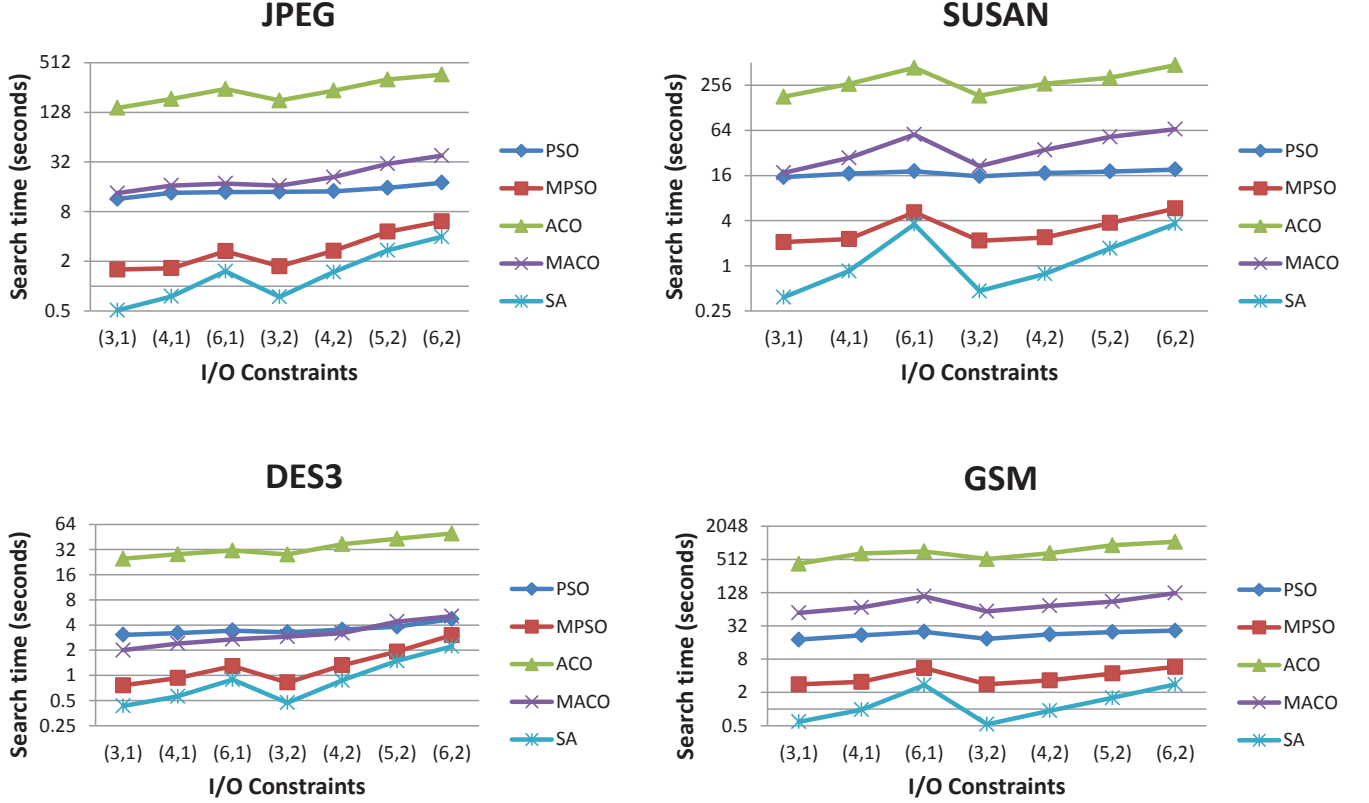 JPEG
Search time (seconds)
512
128
32
8
2
0.5
(3,1) (4,1) (6,1) (3,2) (4,2) (5,2) (6,2)
I/O Constraints
PSO
MPSO
ACO
MACO
SA
SUSAN
Search time (seconds)
256
64
16
4
1
0.25
(3,1) (4,1) (6,1) (3,2) (4,2) (5,2) (6,2)
I/O Constraints
PSO
MPSO
ACO
MACO
SA
DES3
Search time (seconds)
64
32
16
8
4
2
1
0.5
0.25
(3,1) (4,1) (6,1) (3,2) (4,2) (5,2) (6,2)
I/O Constraints
PSO
MPSO
ACO
MACO
SA
GSM
Search time (seconds)
2048
512
128
32
8
2
0.5
(3,1) (4,1) (6,1) (3,2) (4,2) (5,2) (6,2)
I/O Constraints
PSO
MPSO
ACO
MACO
SA